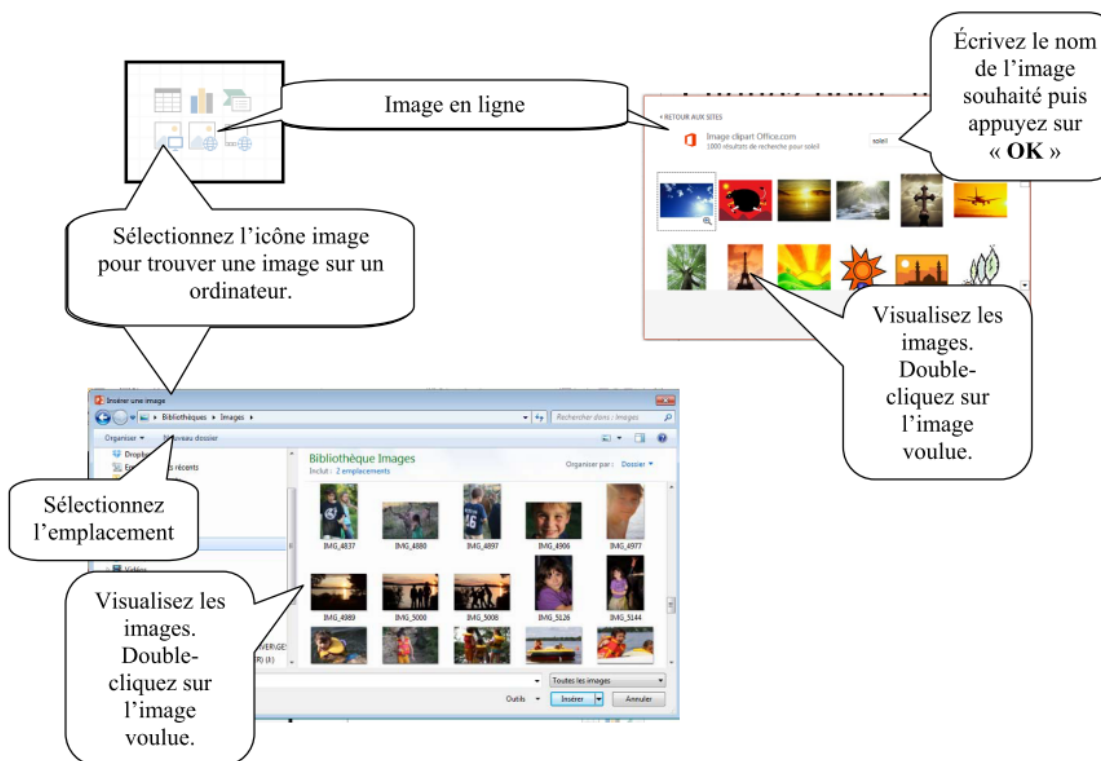 Écrivez le nom
de l’image
souhaité puis
appuyez sur
« OK »
Image en ligne
RETOUR AUX SITES
Image clipart Office.com
1000 résultats de recherche pour soleil
soleil
Sélectionnez l’icône image
pour trouver une image sur un
ordinateur.
Visualisez les
images.
Double-
cliquez sur
l’image
voulue.
Insérer une image
Bibliothèques Images
Rechercher dans : Images
Organiser
Nouveau dossier
récents
Bibliothèque Images
Inclut : 2 emplacements
Organiser par : Dossier
Sélectionnez
l’emplacement
IMG_4837 IMG_4880 IMG_4897 IMG_4906 IMG_4977
Vidéos
IMG_4989 IMG_5000 IMG_5008 IMG_5126 IMG_5144
Visualisez les
images.
Double-
cliquez sur
l’image
voulue.
Toutes les images
Outils Insérer Annuler